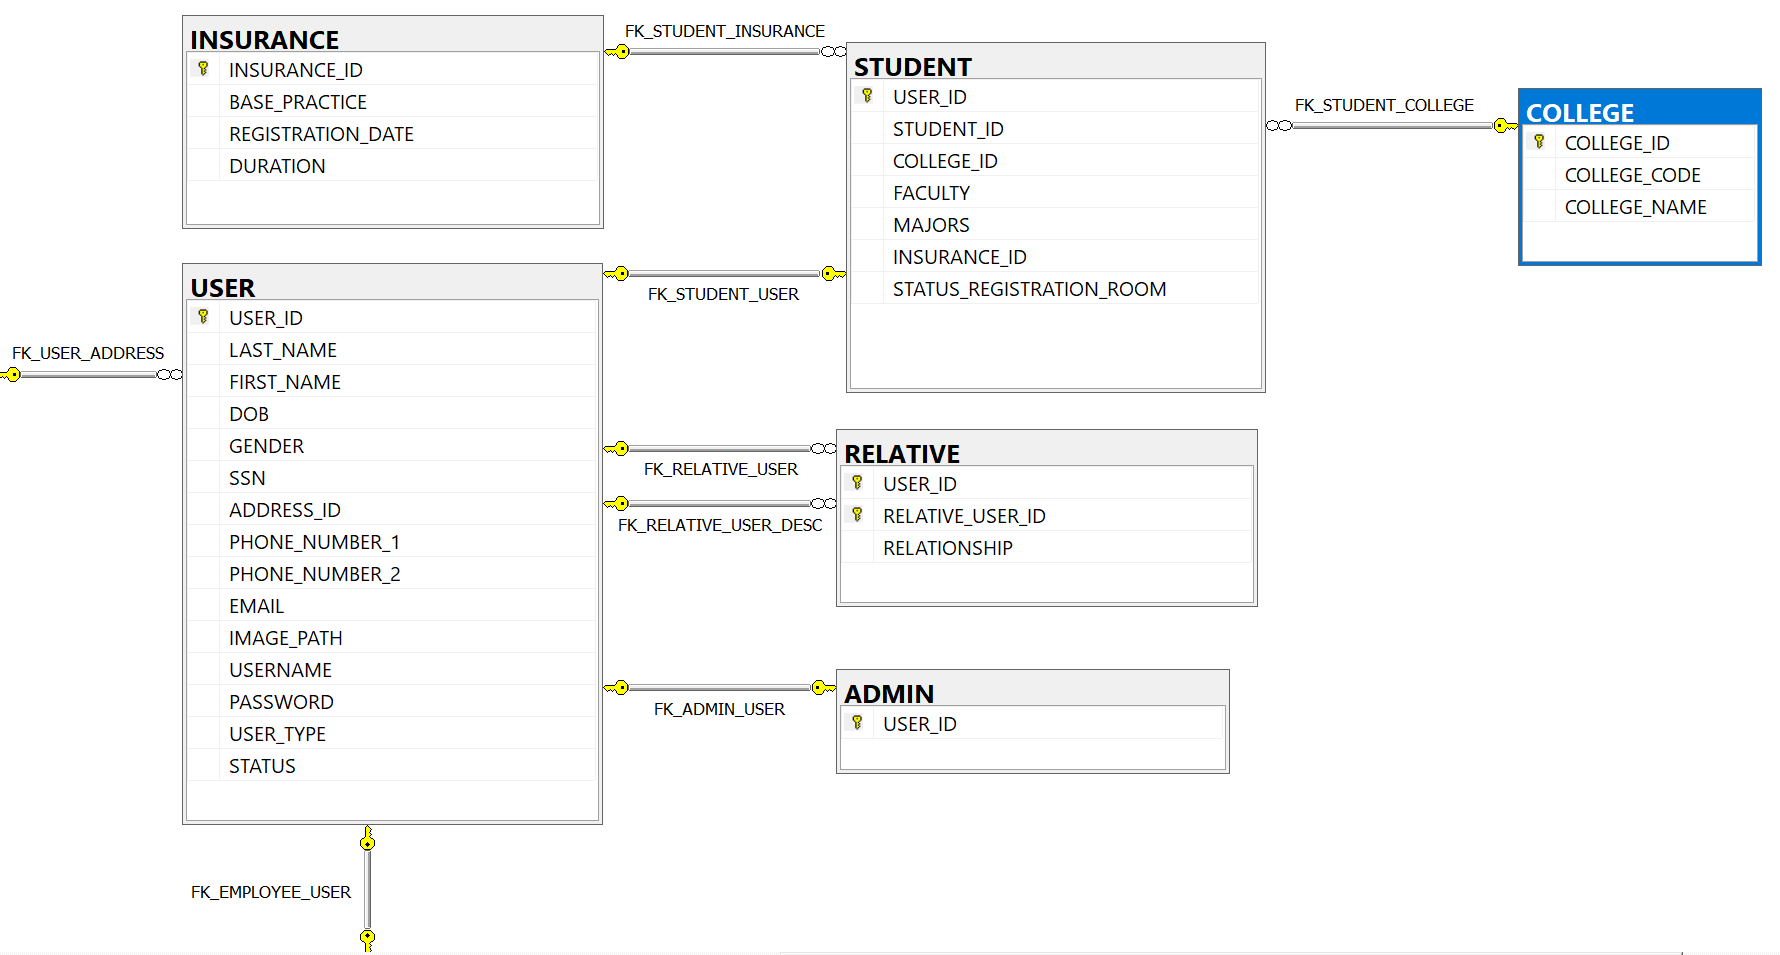 INSURANCE
INSURANCE_ID
BASE_PRACTICE
REGISTRATION_DATE
DURATION
FK_STUDENT_INSURANCE
STUDENT
USER_ID
STUDENT_ID
COLLEGE_ID
FACULTY
MAJORS
INSURANCE_ID
STATUS_REGISTRATION_ROOM
FK_STUDENT_COLLEGE
COLLEGE
COLLEGE_ID
COLLEGE_CODE
COLLEGE_NAME
FK_USER_ADDRESS
USER
USER_ID
LAST_NAME
FIRST_NAME
DOB
GENDER
SSN
ADDRESS_ID
PHONE_NUMBER_1
PHONE_NUMBER_2
EMAIL
IMAGE_PATH
USERNAME
PASSWORD
USER_TYPE
STATUS
FK_STUDENT_USER
FK_RELATIVE_USER
FK_RELATIVE_USER_DESC
RELATIVE
USER_ID
RELATIVE_USER_ID
RELATIONSHIP
FK_ADMIN_USER
ADMIN
USER_ID
FK_EMPLOYEE_USER